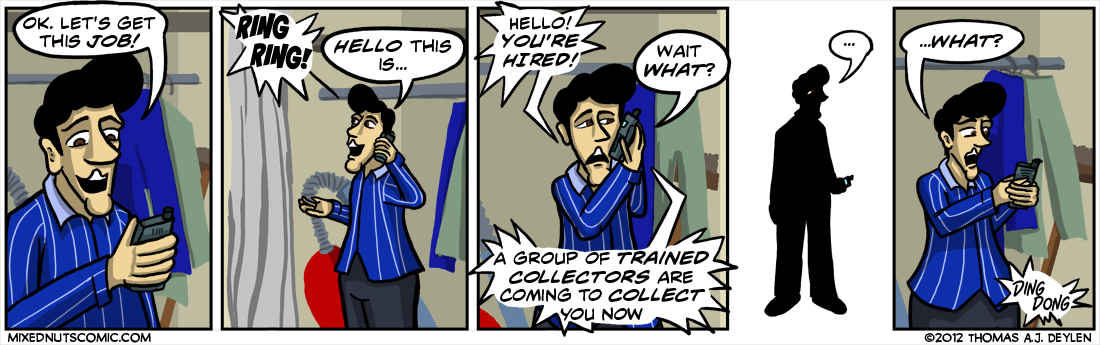 OK. LET'S GET
THIS JOB!
RING
RING!
HELLO THIS
IS...
HELLO!
YOU'RE
HIRED!
WAIT
WHAT?
A GROUP OF TRAINED
COLLECTORS ARE
COMING TO COLLECT
YOU NOW
...
...WHAT?
DING
DONG
MIXEDNUTSCOMIC.COM
©2012 THOMAS A.J. DEYLEN